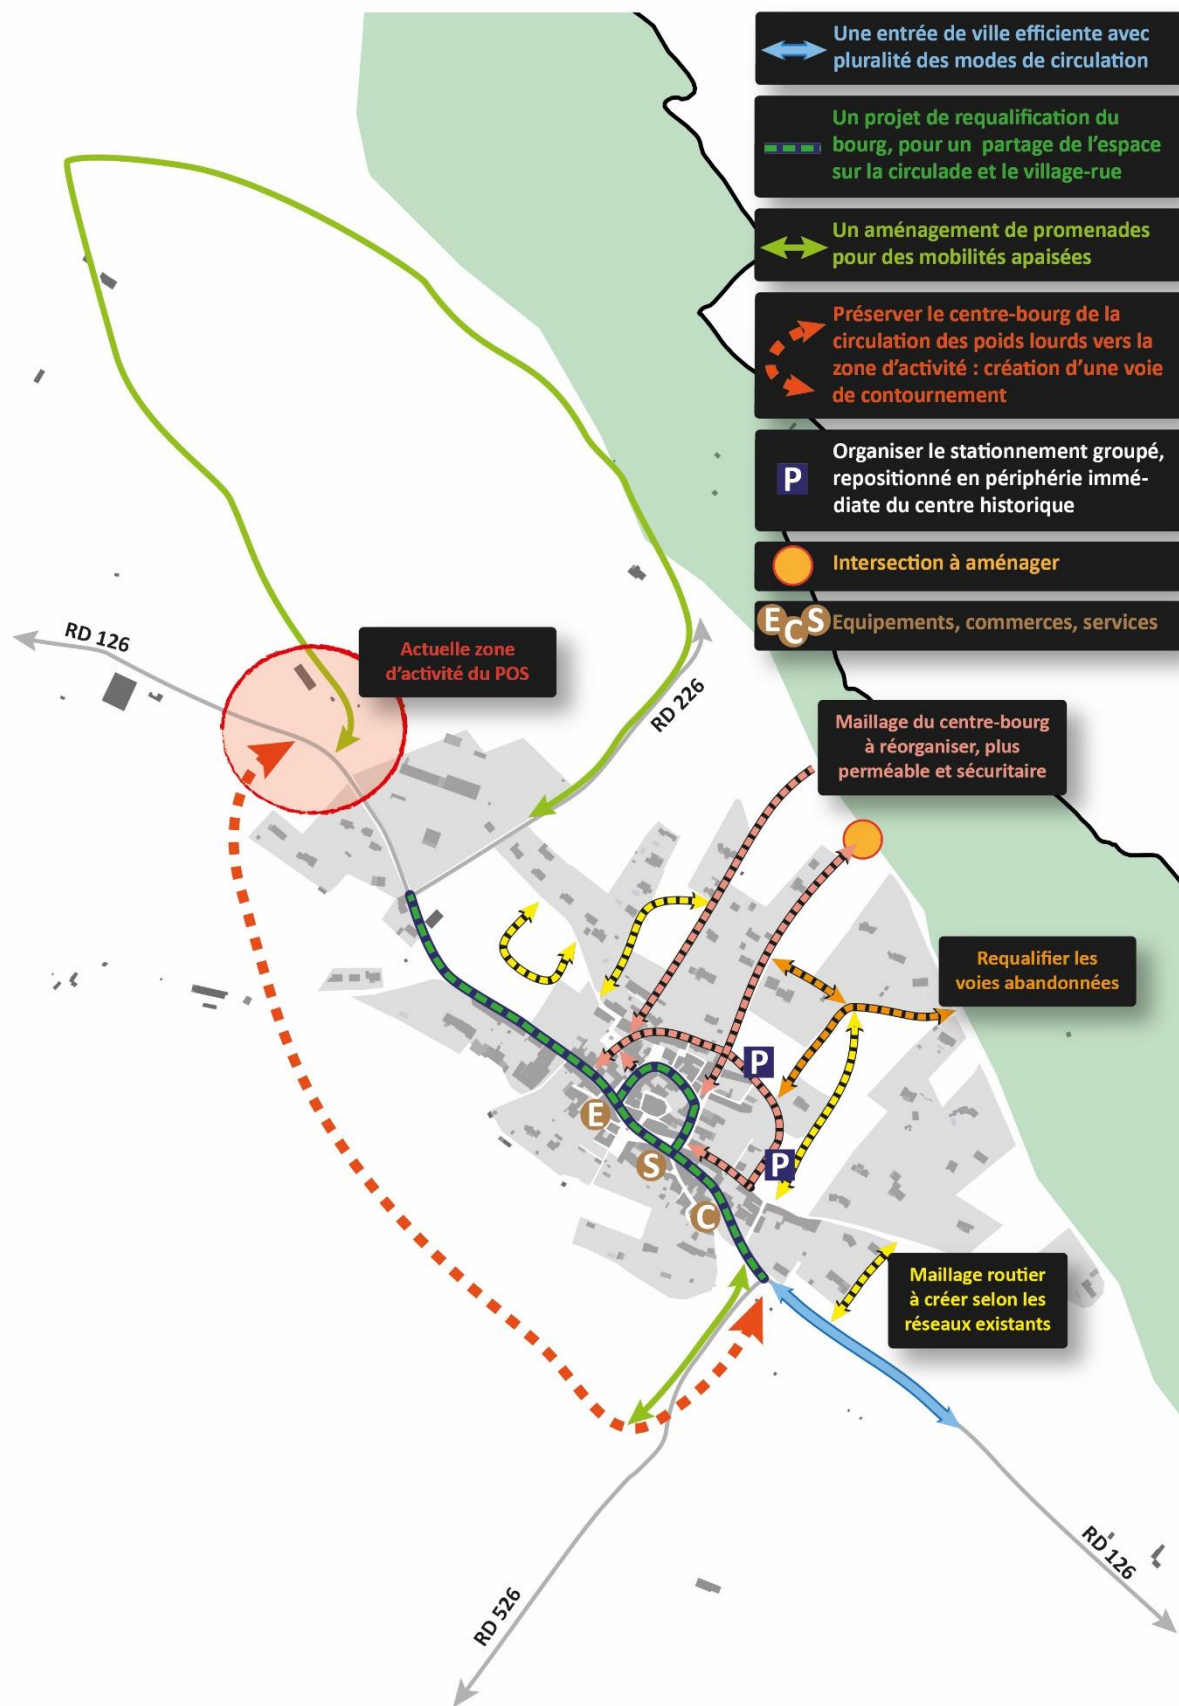 Une entrée de ville efficiente avec
pluralité des modes de circulation
Un projet de requalification du
bourg, pour un partage de l’espace
sur la circulade et le village-rue
Un aménagement de promenades
pour des mobilités apaisées
Préserver le centre-bourg de la
circulation des poids lourds vers la
zone d’activité : création d’une voie
de contournement
P
Organiser le stationnement groupé,
repositionné en périphérie immé-
diate du centre historique
Intersection à aménager
E C S
Equipements, commerces, services
RD 126
Actuelle zone
d’activité du POS
RD 226
Maillage du centre-bourg
à réorganiser, plus
perméable et sécuritaire
Requalifier les
voies abandonnées
P
E
P
S
C
Maillage routier
à créer selon les
réseaux existants
RD 126
RD 526